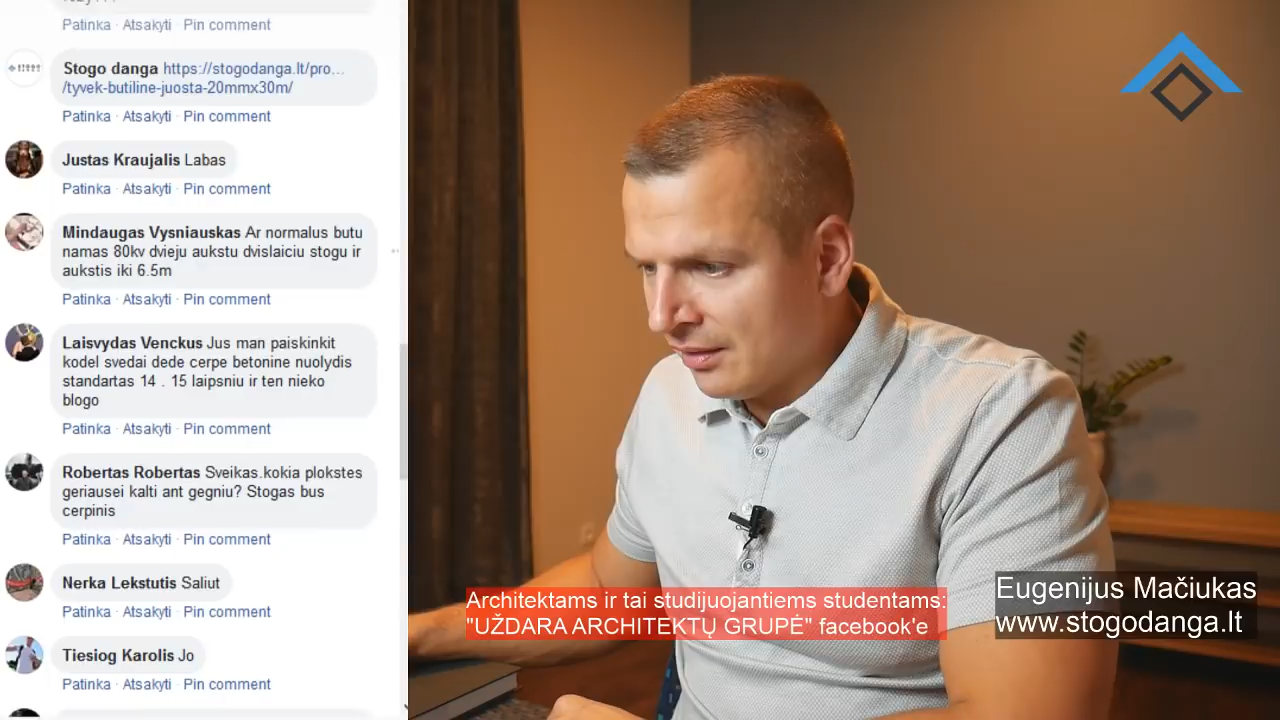 Patinka · Atsakyti · Pin comment
Stogo danga https://stogodanga.lt/pro...
/tyvek-butiline-juosta-20mmx30m/
Patinka · Atsakyti · Pin comment
Justas Kraujalis Labas
Patinka · Atsakyti · Pin comment
Mindaugas Vysniauskas Ar normalus butu
namas 80kv dvieju aukstu dvislaiciu stogu ir
aukstis iki 6.5m
Patinka · Atsakyti · Pin comment
Laisvydas Venckus Jus man paiskinkit
kodel svedai dede cerpe betonine nuolydis
standartas 14 . 15 laipsniu ir ten nieko
blogo
Patinka · Atsakyti · Pin comment
Robertas Robertas Sveikas.kokia plokstes
geriausei kalti ant gegniu? Stogas bus
cerpinis
Patinka · Atsakyti · Pin comment
Nerka Lekstutis Saliut
Patinka · Atsakyti · Pin comment
Tiesiog Karolis Jo
Patinka · Atsakyti · Pin comment
Architektams ir tai studijuojantiems studentams:
"UŽDARA ARCHITEKTŲ GRUPĖ" facebook'e
Eugenijus Mačiukas
www.stogodanga.lt